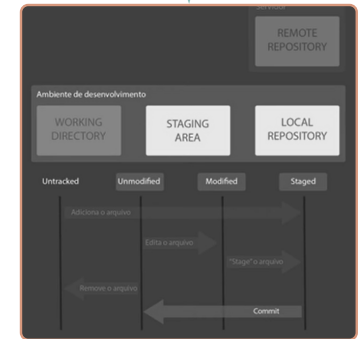 Servidor
REMOTE
REPOSITORY
Ambiente de desenvolvimento
WORKING
DIRECTORY
STAGING
AREA
LOCAL
REPOSITORY
Untracked
Unmodified
Modified
Staged
Adiciona o arquivo
Edita o arquivo
"Stage" o arquivo
Remove o arquivo
Commit